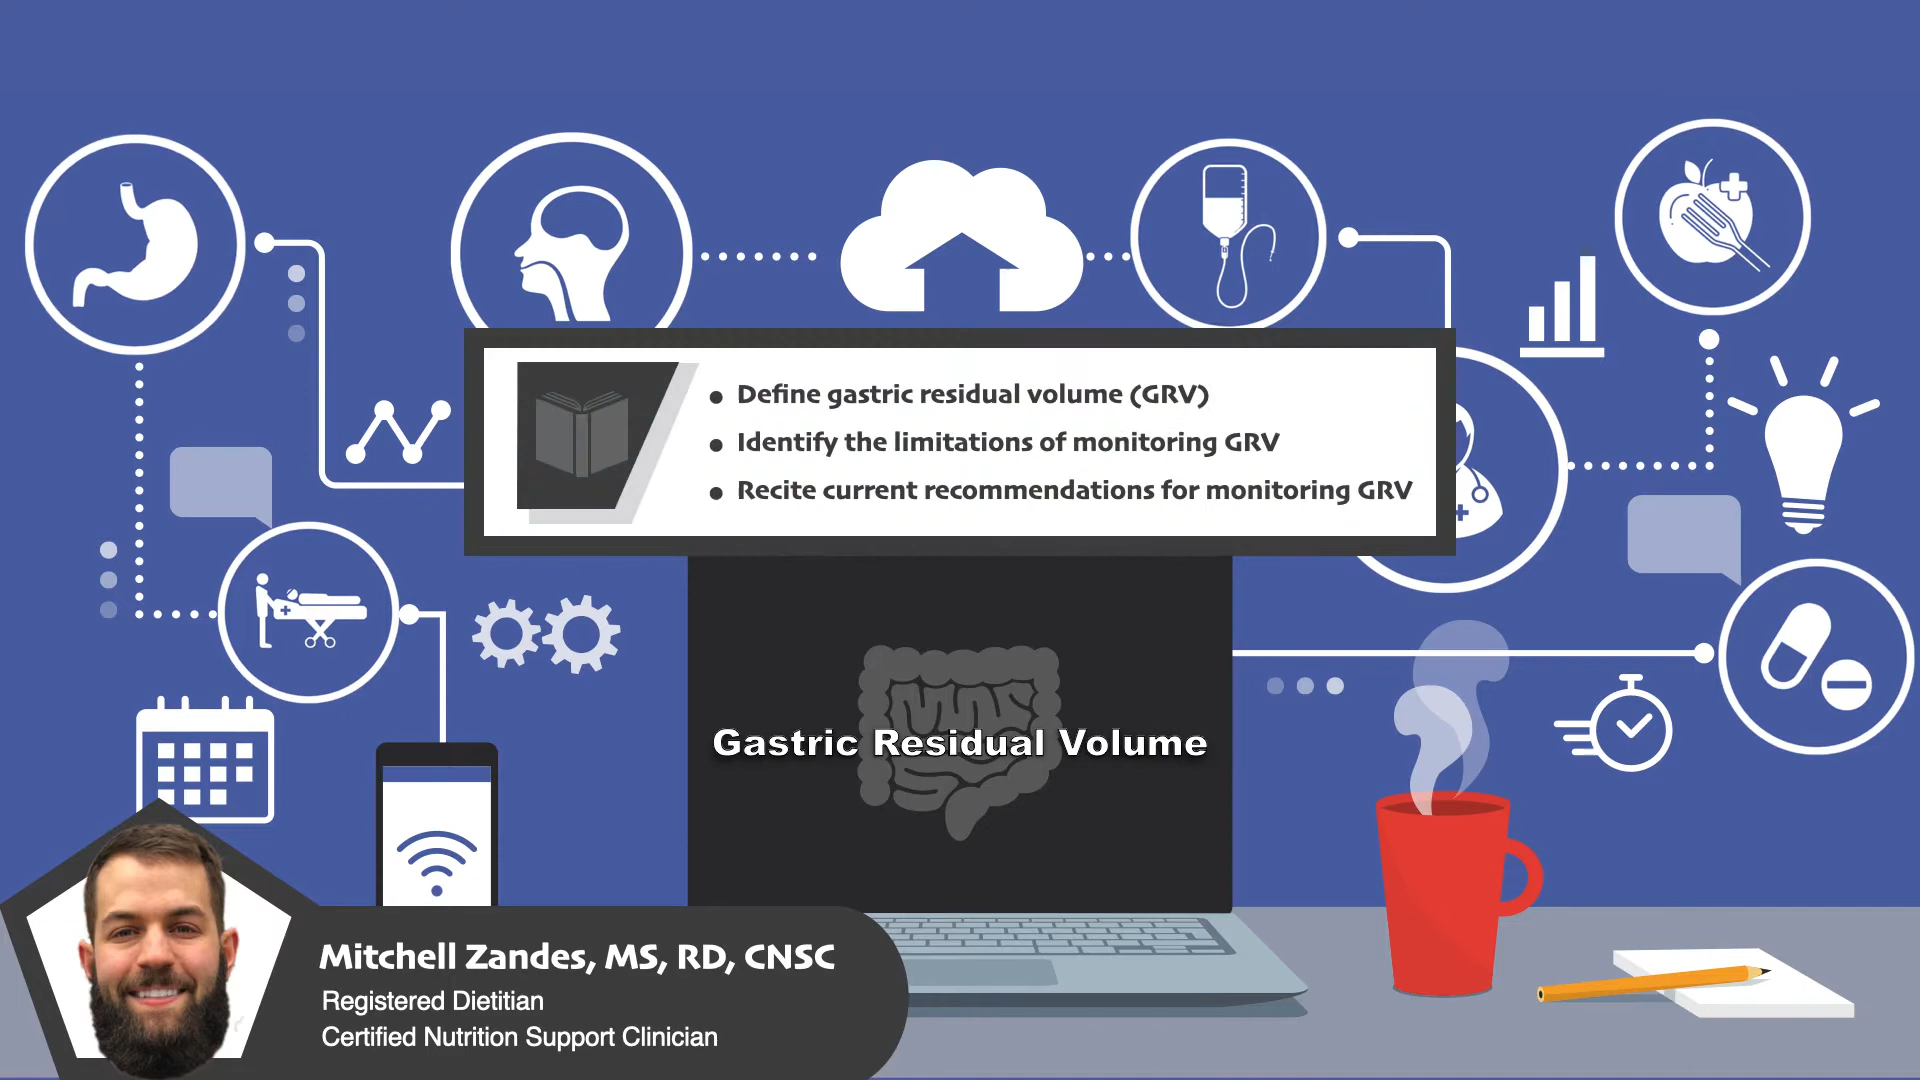 Define gastric residual volume (GRV)
Identify the limitations of monitoring GRV
Recite current recommendations for monitoring GRV
Gastric Residual Volume
Mitchell Zandes, MS, RD, CNSC
Registered Dietitian
Certified Nutrition Support Clinician